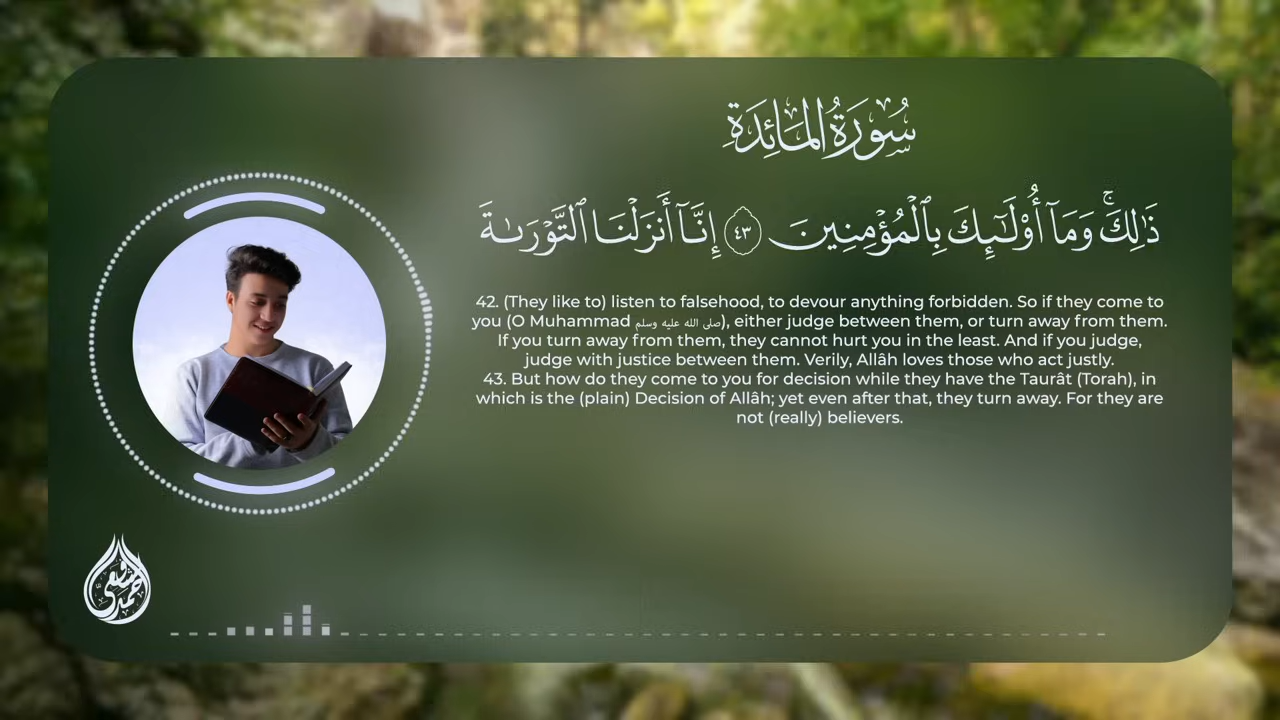 سُورَةُ المَائِدَةِ
ذَٰلِكَۚ وَمَآ أُوْلَٰٓئِكَ بِٱلْمُؤْمِنِينَ ٤٣ إِنَّآ أَنزَلْنَا ٱلتَّوْرَىٰةَ
42. (They like to) listen to falsehood, to devour anything forbidden. So if they come to
you (O Muhammad صلى الله عليه وسلم), either judge between them, or turn away from them.
If you turn away from them, they cannot hurt you in the least. And if you judge,
judge with justice between them. Verily, Allâh loves those who act justly.
43. But how do they come to you for decision while they have the Taurât (Torah), in
which is the (plain) Decision of Allâh; yet even after that, they turn away. For they are
not (really) believers.